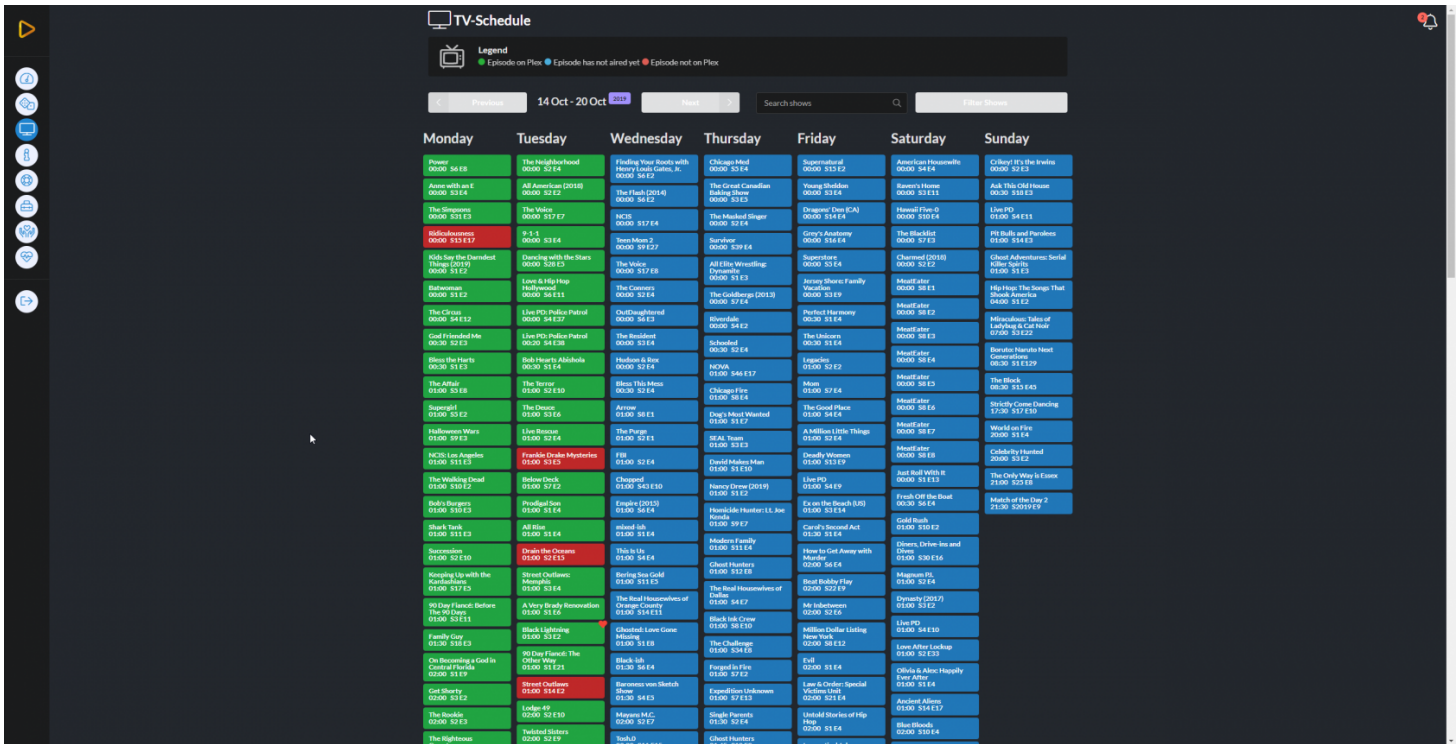 TV-Schedule
2
Legend
Episode on Plex Episode has not aired yet Episode not on Plex
Previous
14 Oct - 20 Oct 2019
Next
Search shows
Filter Shows
Monday
Power
00:00 S6 E8
Anne with an E
00:00 S3 E4
The Simpsons
00:00 S31 E3
Ridiculousness
00:00 S15 E17
Kids Say the Darndest
Things (2019)
00:00 S1 E2
Batwoman
00:00 S1 E2
The Circus
00:00 S4 E12
God Friended Me
00:30 S2 E3
Bless the Harts
00:30 S1 E3
The Affair
01:00 S5 E8
Supergirl
01:00 S5 E2
Halloween Wars
01:00 S9 E3
NCIS: Los Angeles
01:00 S11 E3
The Walking Dead
01:00 S10 E2
Bob's Burgers
01:00 S10 E3
Shark Tank
01:00 S11 E3
Succession
01:00 S2 E10
Keeping Up with the
Kardashians
01:00 S17 E5
90 Day Fiancé: Before
The 90 Days
01:00 S3 E11
Family Guy
01:30 S18 E3
On Becoming a God in
Central Florida
02:00 S1 E9
Get Shorty
02:00 S3 E2
The Rookie
02:00 S2 E3
The Righteous
Tuesday
The Neighborhood
00:00 S2 E4
All American (2018)
00:00 S2 E2
The Voice
00:00 S17 E7
9-1-1
00:00 S3 E4
Dancing with the Stars
00:00 S28 E5
Love & Hip Hop
Hollywood
00:00 S6 E11
Live PD: Police Patrol
00:00 S4 E37
Live PD: Police Patrol
00:20 S4 E38
Bob Hearts Abishola
00:30 S1 E4
The Terror
01:00 S2 E10
The Deuce
01:00 S3 E6
Live Rescue
01:00 S2 E4
Frankie Drake Mysteries
01:00 S3 E5
Below Deck
01:00 S7 E2
Prodigal Son
01:00 S1 E4
All Rise
01:00 S1 E4
Drain the Oceans
01:00 S2 E15
Street Outlaws:
Memphis
01:00 S3 E4
A Very Brady Renovation
01:00 S1 E6
Black Lightning
01:00 S3 E2
90 Day Fiancé: The
Other Way
01:00 S1 E21
Street Outlaws
01:00 S14 E2
Lodge 49
02:00 S2 E10
Twisted Sisters
02:00 S2 E9
Wednesday
Finding Your Roots with
Henry Louis Gates, Jr.
00:00 S6 E2
The Flash (2014)
00:00 S6 E2
NCIS
00:00 S17 E4
Teen Mom 2
00:00 S9 E27
The Voice
00:00 S17 E8
The Conners
00:00 S2 E4
OutDaughtered
00:00 S6 E3
The Resident
00:00 S3 E4
Hudson & Rex
00:00 S2 E4
Bless This Mess
00:30 S2 E4
Arrow
01:00 S8 E1
The Purge
01:00 S2 E1
FBI
01:00 S2 E4
Chopped
01:00 S43 E10
Empire (2015)
01:00 S6 E4
mixed-ish
01:00 S1 E4
This Is Us
01:00 S4 E4
Bering Sea Gold
01:00 S11 E5
The Real Housewives of
Orange County
01:00 S14 E11
Ghosted: Love Gone
Missing
01:00 S1 E8
Black-ish
01:30 S6 E4
Baroness von Sketch
Show
01:30 S4 E5
Mayans M.C.
02:00 S2 E7
Tosh.0
Thursday
Chicago Med
00:00 S5 E4
The Great Canadian
Baking Show
00:00 S3 E5
The Masked Singer
00:00 S2 E4
Survivor
00:00 S39 E4
All Elite Wrestling:
Dynamite
00:00 S1 E3
The Goldbergs (2013)
00:00 S7 E4
Riverdale
00:00 S4 E2
Schooled
00:30 S2 E4
NOVA
01:00 S46 E17
Chicago Fire
01:00 S8 E4
Dog's Most Wanted
01:00 S1 E7
SEAL Team
01:00 S3 E3
David Makes Man
01:00 S1 E10
Nancy Drew (2019)
01:00 S1 E2
Homicide Hunter: Lt. Joe
Kenda
01:00 S9 E7
Modern Family
01:00 S11 E4
Ghost Hunters
01:00 S12 E8
The Real Housewives of
Dallas
01:00 S4 E7
Black Ink Crew
01:00 S8 E10
The Challenge
01:00 S34 E8
Forged in Fire
01:00 S7 E2
Expedition Unknown
01:00 S7 E13
Single Parents
01:30 S2 E4
Ghost Hunters
Friday
Supernatural
00:00 S15 E2
Young Sheldon
00:00 S3 E4
Dragons' Den (CA)
00:00 S14 E4
Grey's Anatomy
00:00 S16 E4
Superstore
00:00 S5 E4
Jersey Shore: Family
Vacation
00:00 S3 E9
Perfect Harmony
00:30 S1 E4
The Unicorn
00:30 S1 E4
Legacies
01:00 S2 E2
Mom
01:00 S7 E4
The Good Place
01:00 S4 E4
A Million Little Things
01:00 S2 E4
Deadly Women
01:00 S13 E9
Live PD
01:00 S4 E9
Ex on the Beach (US)
01:00 S3 E14
Carol's Second Act
01:30 S1 E4
How to Get Away with
Murder
02:00 S6 E4
Beat Bobby Flay
02:00 S22 E9
Mr Inbetween
02:00 S2 E6
Million Dollar Listing
New York
02:00 S8 E12
Evil
02:00 S1 E4
Law & Order: Special
Victims Unit
02:00 S21 E4
Untold Stories of Hip
Hop
02:00 S1 E4
Saturday
American Housewife
00:00 S4 E4
Raven's Home
00:00 S3 E11
Hawaii Five-0
00:00 S10 E4
The Blacklist
00:00 S7 E3
Charmed (2018)
00:00 S2 E2
MeatEater
00:00 S8 E1
MeatEater
00:00 S8 E2
MeatEater
00:00 S8 E3
MeatEater
00:00 S8 E4
MeatEater
00:00 S8 E5
MeatEater
00:00 S8 E6
MeatEater
00:00 S8 E7
MeatEater
00:00 S8 E8
Just Roll With It
00:00 S1 E13
Fresh Off the Boat
00:30 S6 E4
Gold Rush
01:00 S10 E2
Diners, Drive-ins and
Dives
01:00 S30 E16
Magnum P.I.
01:00 S2 E4
Dynasty (2017)
01:00 S3 E2
Live PD
01:00 S4 E10
Love After Lockup
01:00 S2 E33
Olivia & Alex: Happily
Ever After
01:00 S1 E4
Ancient Aliens
01:00 S14 E17
Blue Bloods
02:00 S10 E4
Sunday
Crikey! It's the Irwins
00:00 S2 E3
Ask This Old House
00:30 S18 E3
Live PD
01:00 S4 E11
Pit Bulls and Parolees
01:00 S14 E3
Ghost Adventures: Serial
Killer Spirits
01:00 S1 E3
Hip Hop: The Songs That
Shook America
04:00 S1 E2
Miraculous: Tales of
Ladybug & Cat Noir
07:00 S3 E22
Boruto: Naruto Next
Generations
08:30 S1 E129
The Block
08:30 S15 E45
Strictly Come Dancing
17:30 S17 E10
World on Fire
20:00 S1 E4
Celebrity Hunted
20:00 S3 E2
The Only Way is Essex
21:00 S25 E8
Match of the Day 2
21:30 S2019 E9